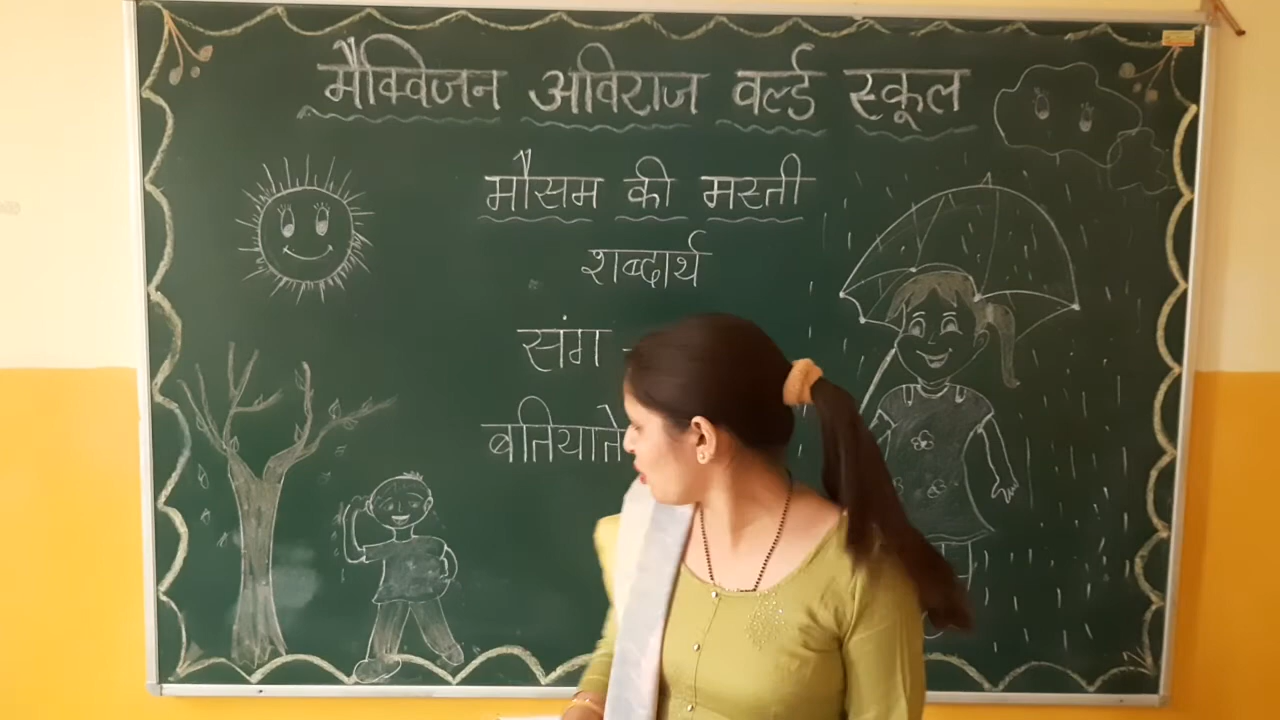 मैक्विजन अविराज वर्ल्ड स्कूल
मौसम की मस्ती
शब्दार्थ
संग -
बतियाते